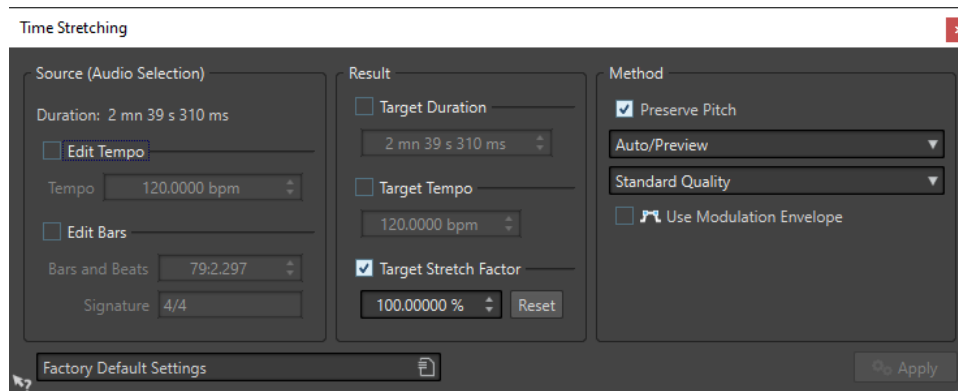 Time Stretching
Source (Audio Selection)
Duration: 2 mn 39 s 310 ms
Edit Tempo
Tempo 120.0000 bpm
Edit Bars
Bars and Beats 79:2.297
Signature 4/4
Result
Target Duration
2 mn 39 s 310 ms
Target Tempo
120.0000 bpm
Target Stretch Factor
100.00000 % Reset
Method
Preserve Pitch
Auto/Preview
Standard Quality
Use Modulation Envelope
Factory Default Settings
Apply